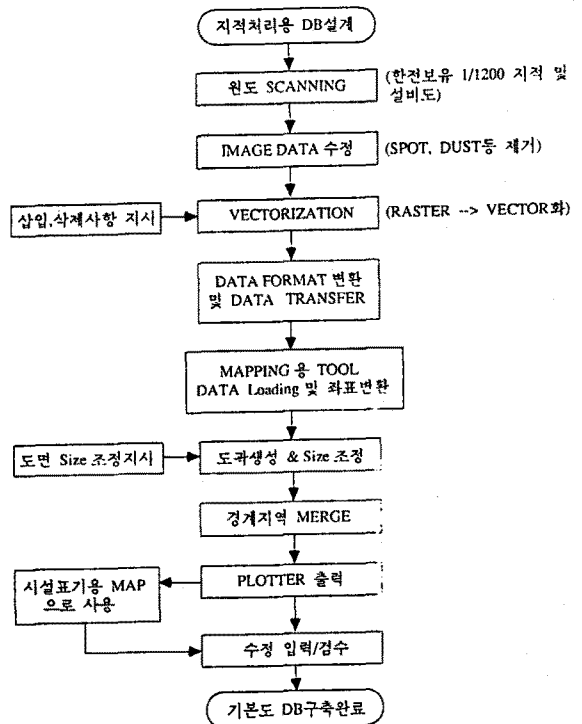 지적처리용 DB설계
원도 SCANNING
(한전보유 1/1200 지적 및
설비도)
IMAGE DATA 수정
(SPOT, DUST등 제거)
삽입,삭제사항 지시
VECTORIZATION
(RASTER --> VECTOR화)
DATA FORMAT 변환
및 DATA TRANSFER
MAPPING 용 TOOL
DATA Loading 및 좌표변환
도면 Size 조정지시
도곽생성 & Size 조정
경계지역 MERGE
시설표기용 MAP
으로 사용
PLOTTER 출력
수정 입력/검수
기본도 DB구축완료